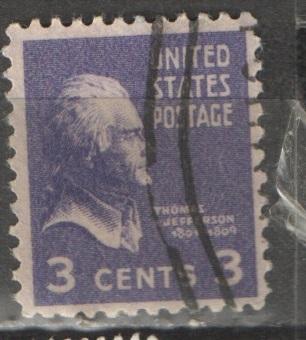 UNITED
STATES
POSTAGE
THOMAS
JEFFERSON
1801-1809
3 CENTS 3